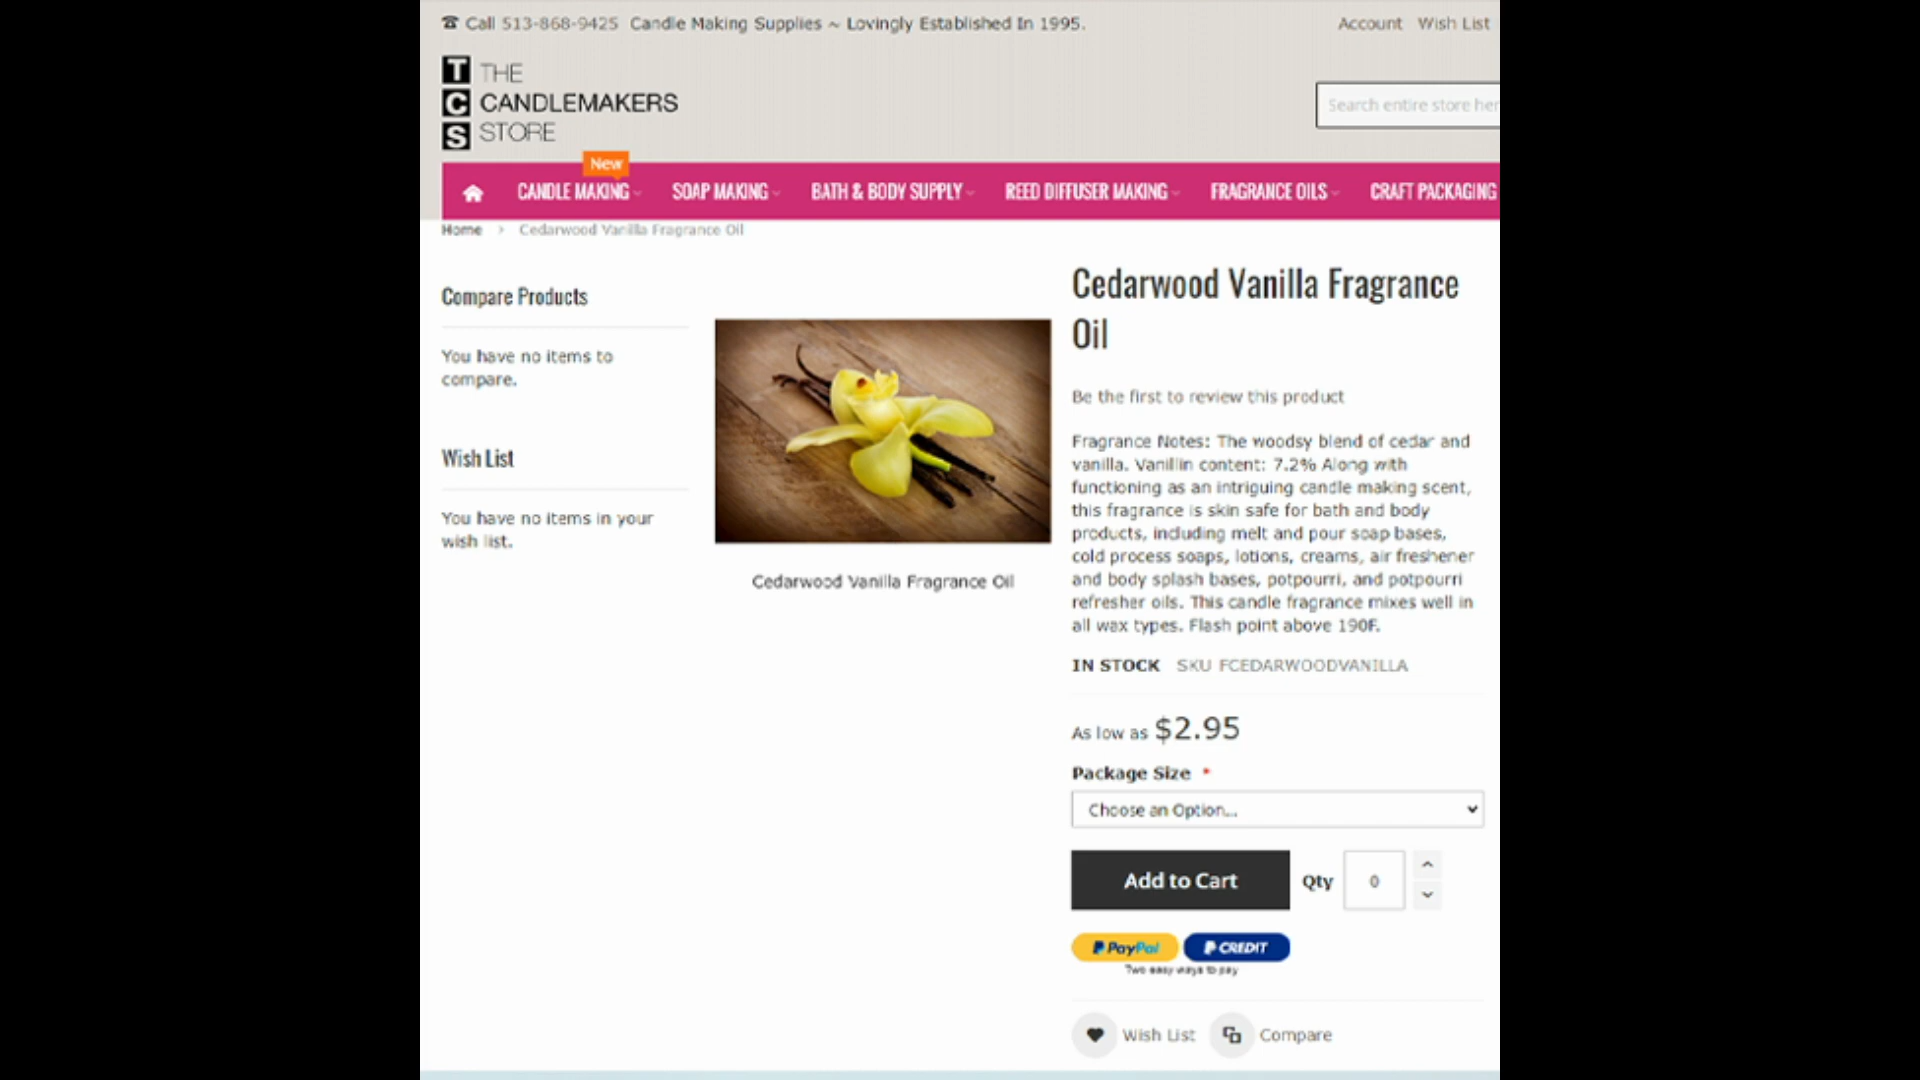 ☎ Call 513-868-9425 Candle Making Supplies ~ Lovingly Established In 1995.
Account Wish List
T THE
C CANDLEMAKERS
S STORE
Search entire store her
New
CANDLE MAKING SOAP MAKING BATH & BODY SUPPLY REED DIFFUSER MAKING FRAGRANCE OILS CRAFT PACKAGING
Home > Cedarwood Vanilla Fragrance Oil
Compare Products
You have no items to
compare.
Wish List
You have no items in your
wish list.
Cedarwood Vanilla Fragrance Oil
Cedarwood Vanilla Fragrance
Oil
Be the first to review this product
Fragrance Notes: The woodsy blend of cedar and
vanilla. Vanillin content: 7.2% Along with
functioning as an intriguing candle making scent,
this fragrance is skin safe for bath and body
products, including melt and pour soap bases,
cold process soaps, lotions, creams, air freshener
and body splash bases, potpourri, and potpourri
refresher oils. This candle fragrance mixes well in
all wax types. Flash point above 190F.
IN STOCK SKU FCEDARWOODVANILLA
As low as $2.95
Package Size *
Choose an Option...
Add to Cart Qty 0
PayPal CREDIT
Two easy ways to pay
Wish List Compare